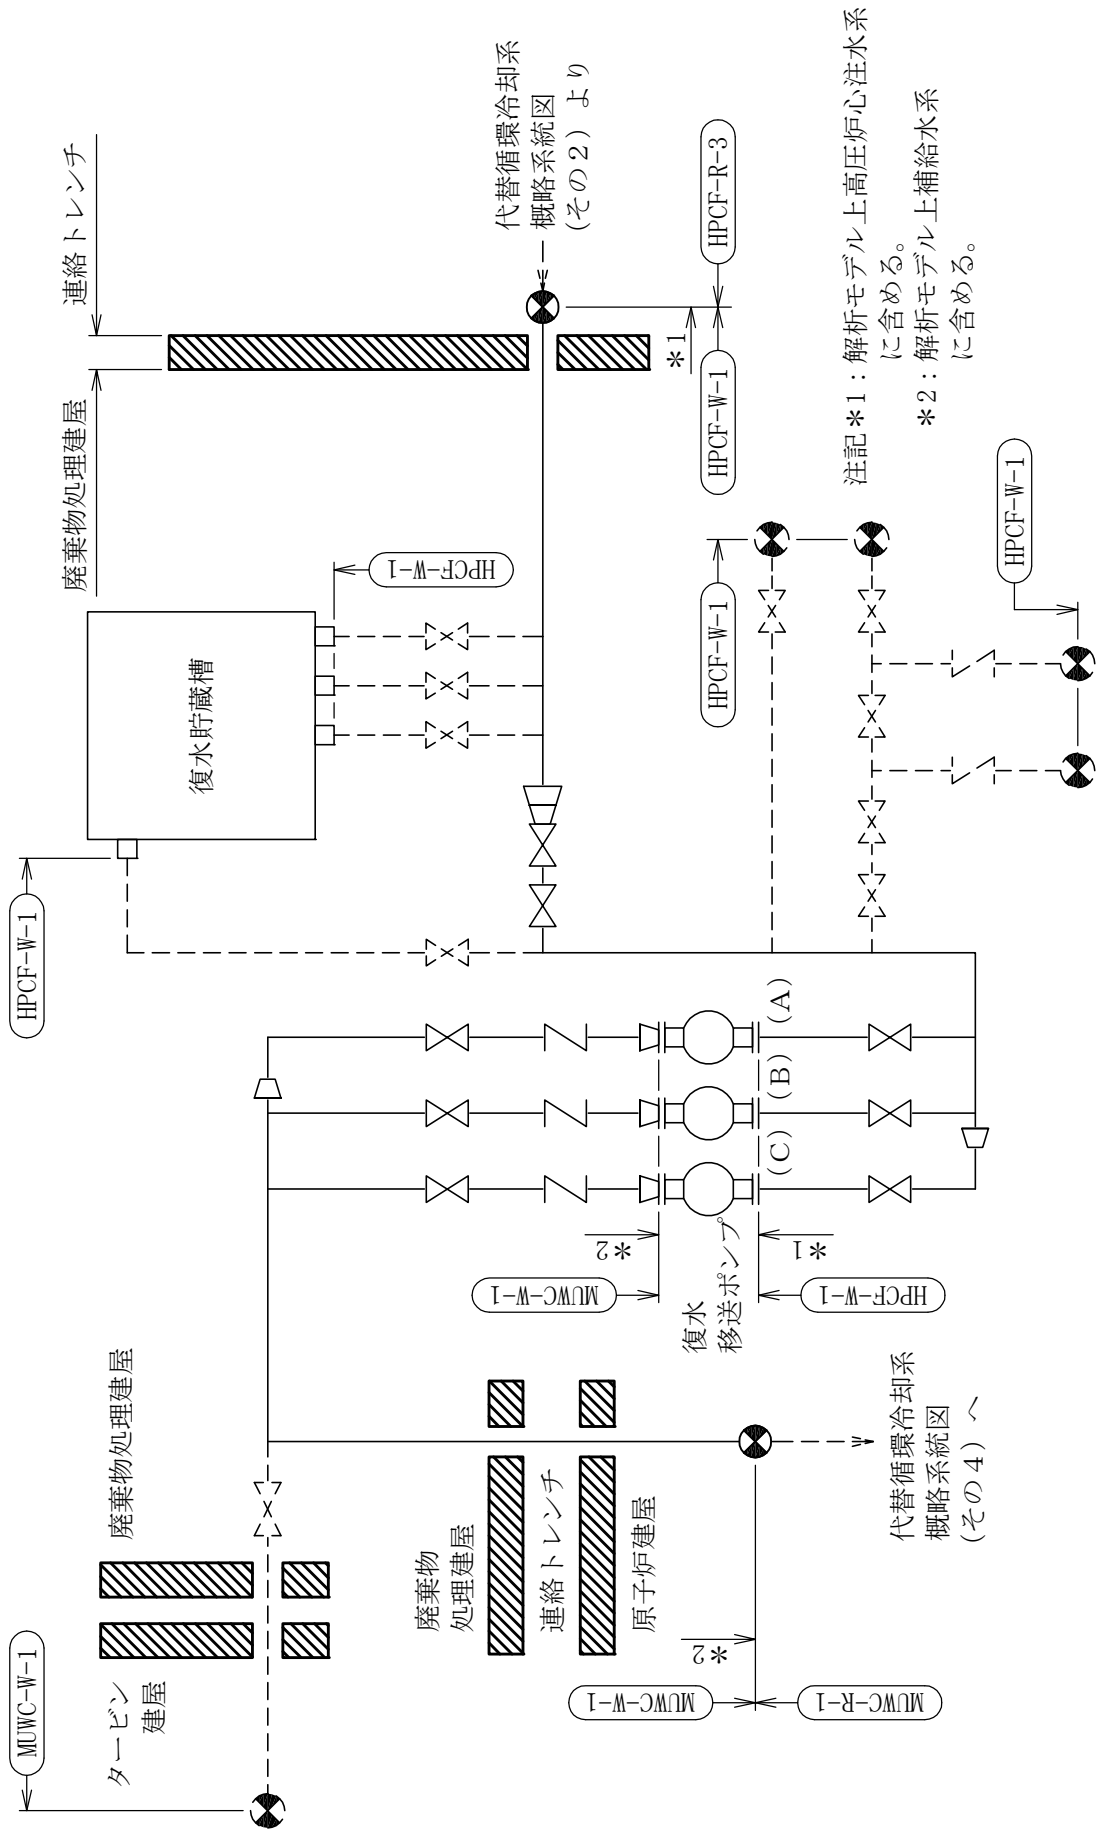 MUWC-W-1
タービン
建屋
廃棄物処理建屋
HPCF-W-1
復水貯蔵槽
HPCF-W-1
廃棄物処理建屋
連絡トレンチ
代替循環冷却系
概略系統図
(その2)より
廃棄物
処理建屋
連絡トレンチ
原子炉建屋
MUWC-W-1
MUWC-R-1
*2
代替循環冷却系
概略系統図
(その4)へ
MUWC-W-1
HPCF-W-1
*2
*1
復水
移送ポンプ
(C)
(B)
(A)
HPCF-W-1
HPCF-W-1
*1
HPCF-W-1
HPCF-R-3
注記*1:解析モデル上高圧炉心注水系
に含める。
*2:解析モデル上補給水系
に含める。